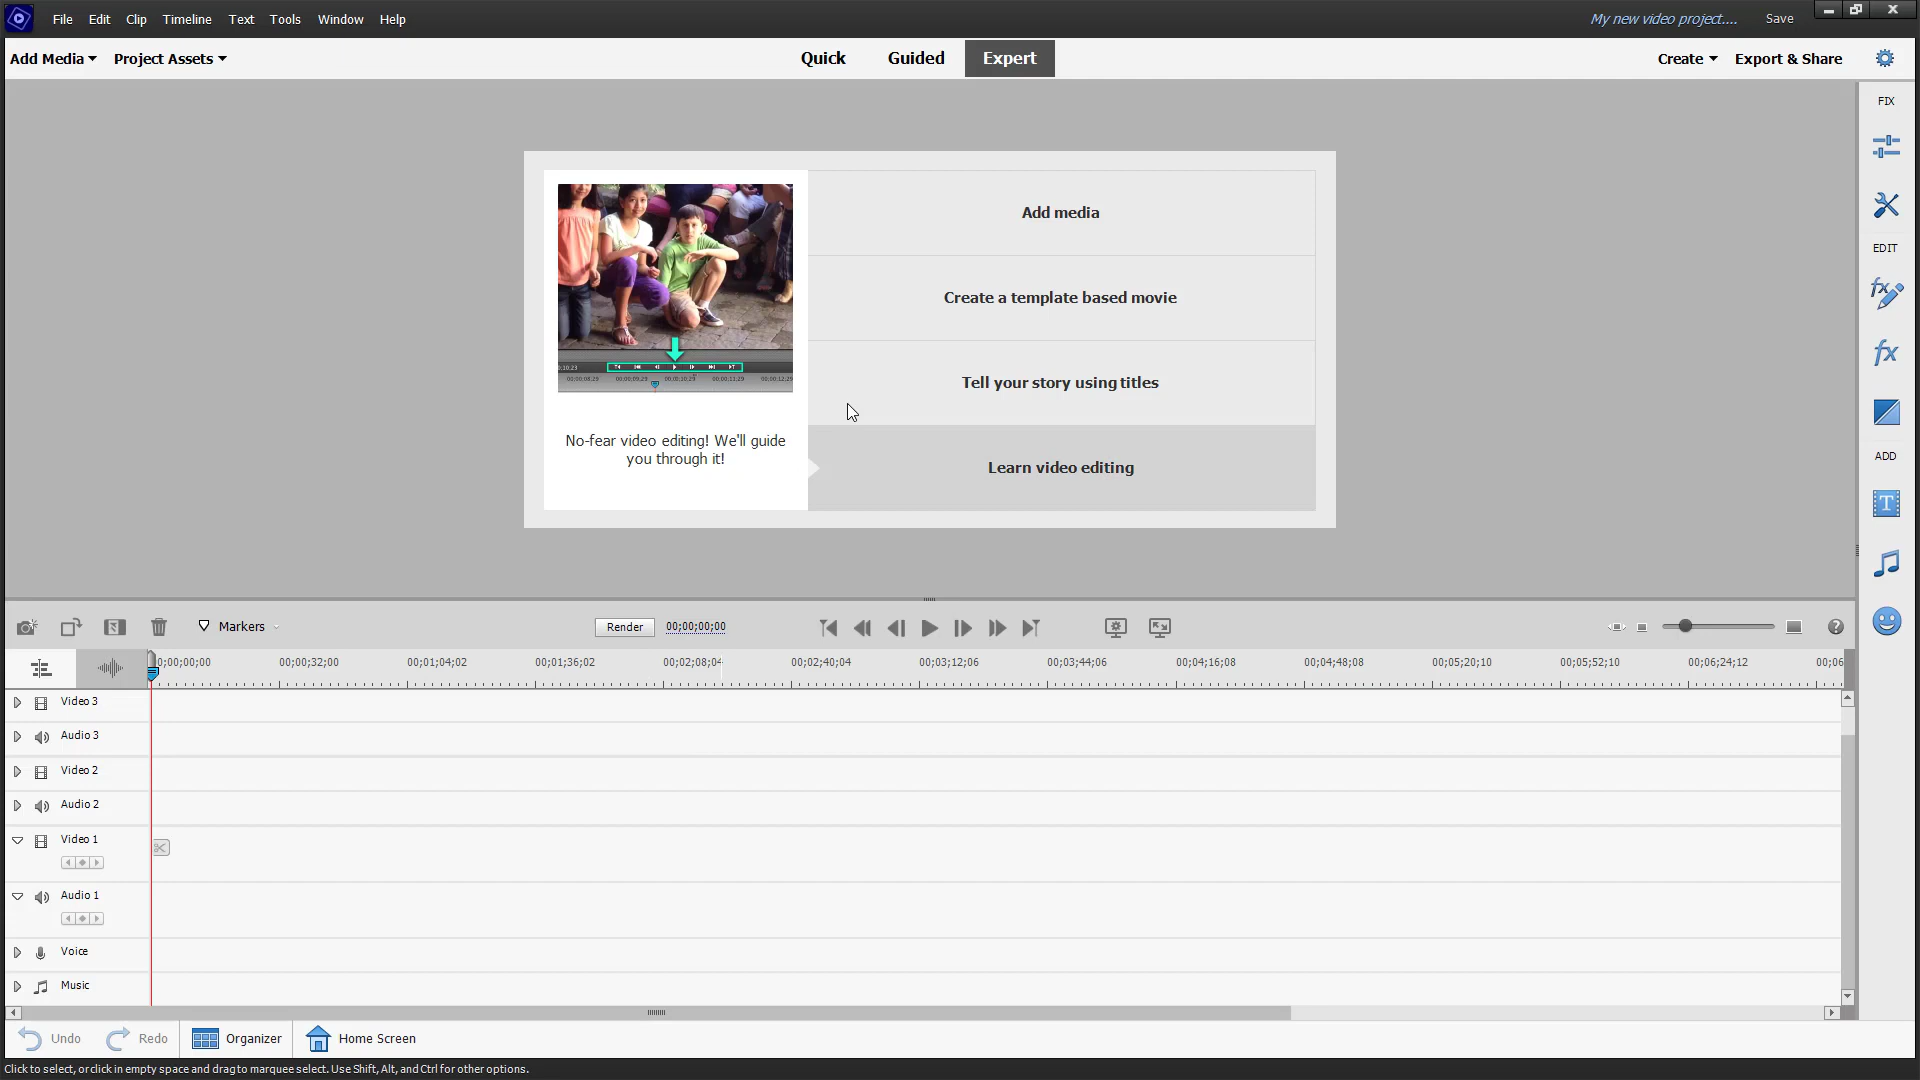 File Edit Clip Timeline Text Tools Window Help
My new video project.... Save
Add Media Project Assets
Quick Guided Expert
Create Export & Share
FIX
EDIT
ADD
Add media
Create a template based movie
Tell your story using titles
Learn video editing
No-fear video editing! We'll guide
you through it!
Markers
Render 00;00;00;00
0;00;00;00 00;00;32;00 00;01;04;02 00;01;36;02 00;02;08;04 00;02;40;04 00;03;12;06 00;03;44;06 00;04;16;08 00;04;48;08 00;05;20;10 00;05;52;10 00;06;24;12 00;06
Video 3
Audio 3
Video 2
Audio 2
Video 1
Audio 1
Voice
Music
Undo Redo Organizer Home Screen
Click to select, or click in empty space and drag to marquee select. Use Shift, Alt, and Ctrl for other options.